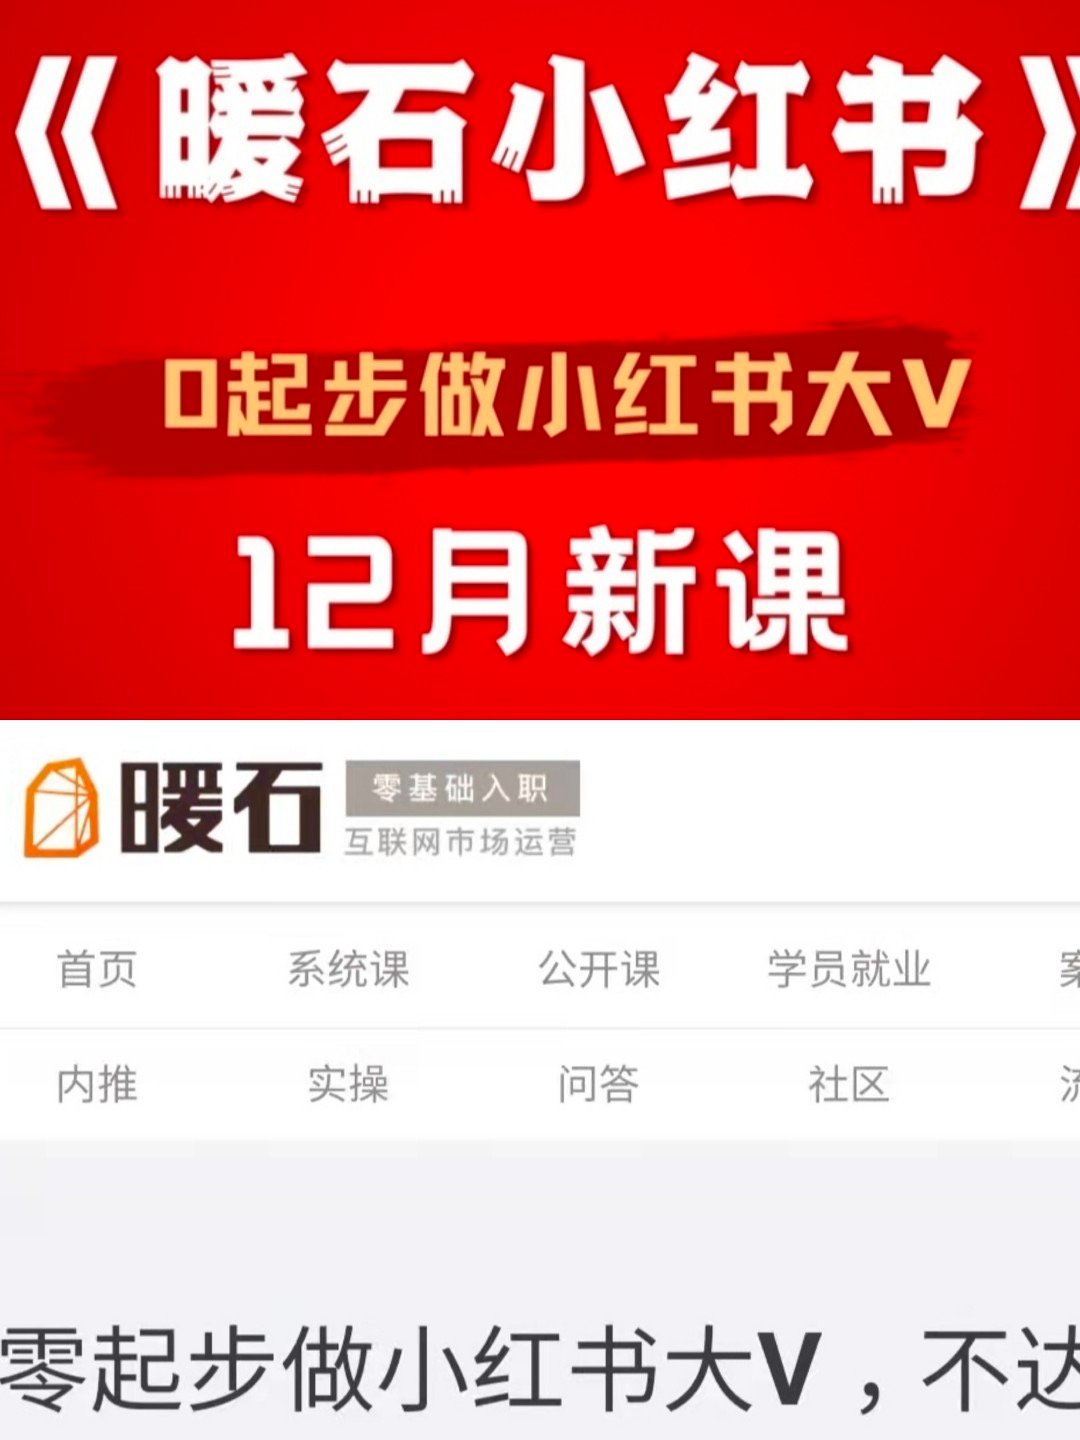 《暖石小红书》
0起步做小红书大V
12月新课
暖石 零基础入职
互联网市场运营
首页 系统课 公开课 学员就业
内推 实操 问答 社区
零起步做小红书大V，不达